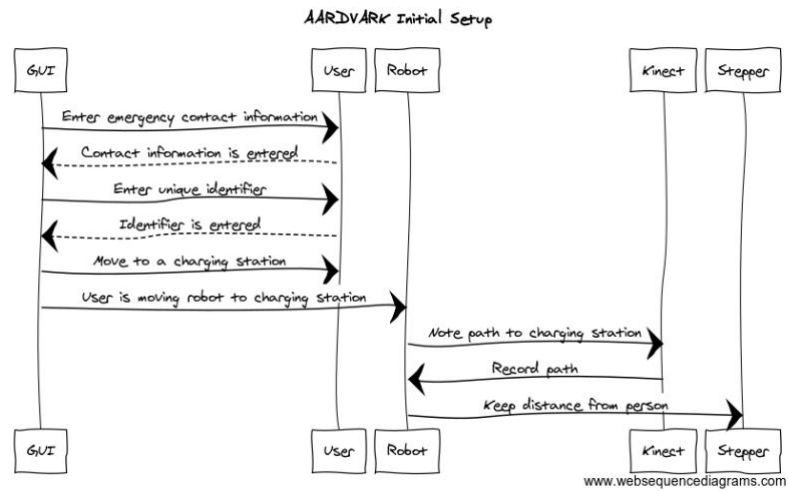 AARDVARK Initial Setup
GUI User Robot Kinect Stepper
Enter emergency contact information
Contact information is entered
Enter unique identifier
Identifier is entered
Move to a charging station
User is moving robot to charging station
Note path to charging station
Record path
Keep distance from person
GUI User Robot Kinect Stepper
www.websequencediagrams.com